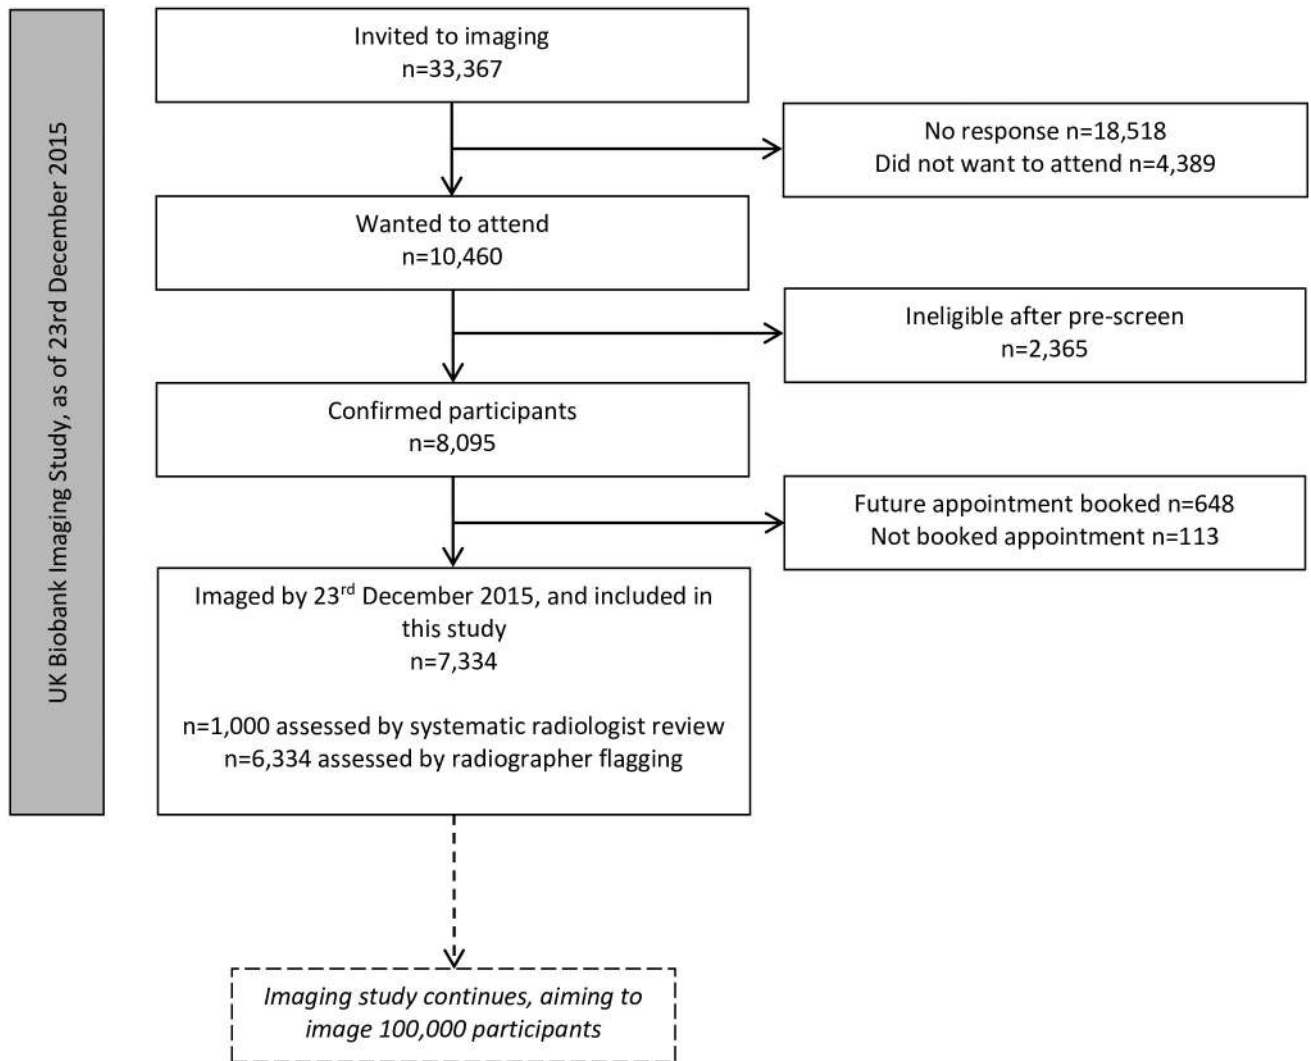 UK Biobank Imaging Study, as of 23rd December 2015
Invited to imaging
n=33,367
No response n=18,518
Did not want to attend n=4,389
Wanted to attend
n=10,460
Ineligible after pre-screen
n=2,365
Confirmed participants
n=8,095
Future appointment booked n=648
Not booked appointment n=113
Imaged by 23rd December 2015, and included in
this study
n=7,334
n=1,000 assessed by systematic radiologist review
n=6,334 assessed by radiographer flagging
Imaging study continues, aiming to
image 100,000 participants